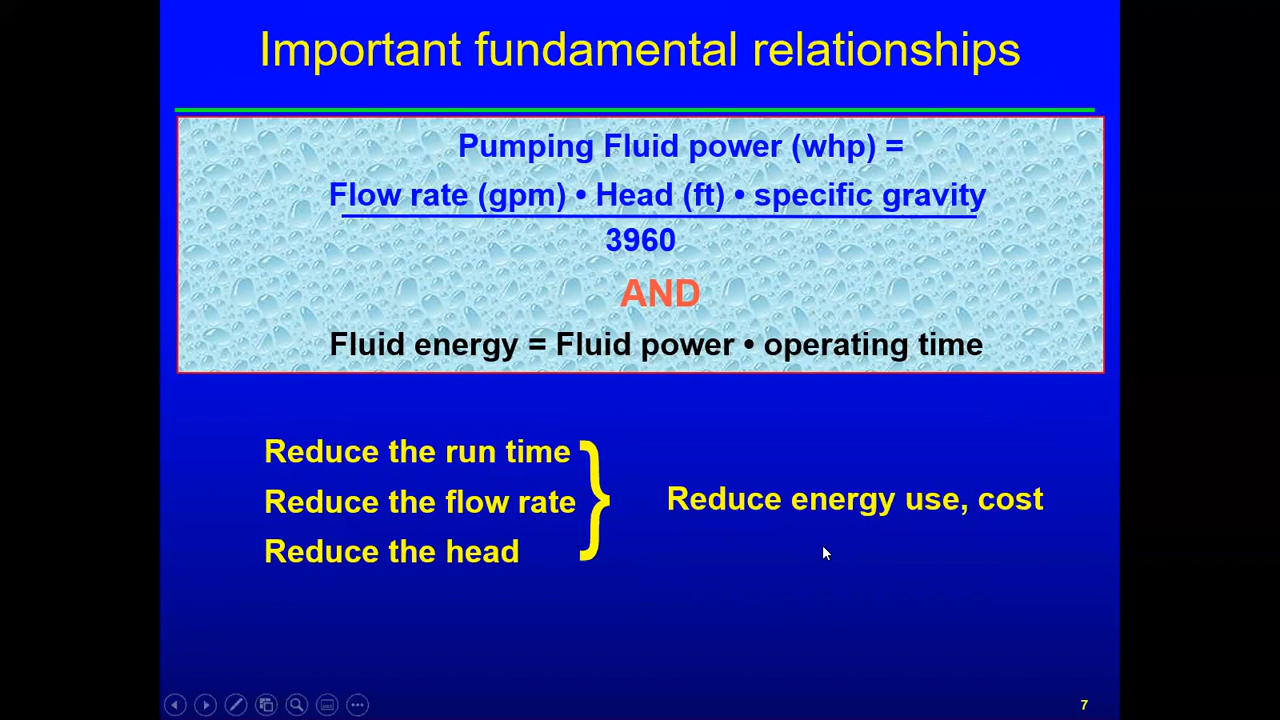 Important fundamental relationships
Pumping Fluid power (whp) =
Flow rate (gpm) • Head (ft) • specific gravity
3960
AND
Fluid energy = Fluid power • operating time
Reduce the run time
Reduce the flow rate
Reduce the head
Reduce energy use, cost
7